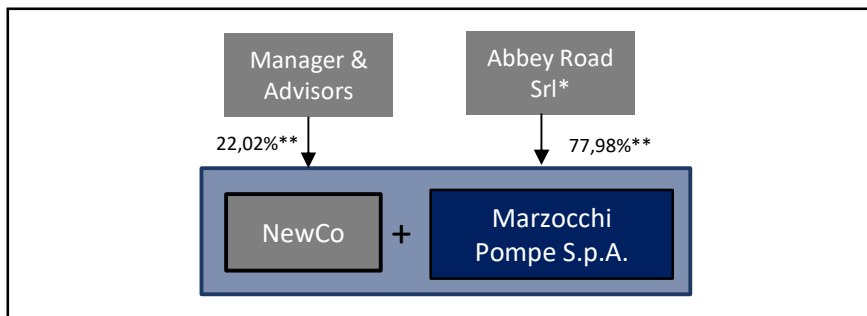 Manager &
Advisors
Abbey Road
Srl*
22,02%**
77,98%**
NewCo
+
Marzocchi
Pompe S.p.A.